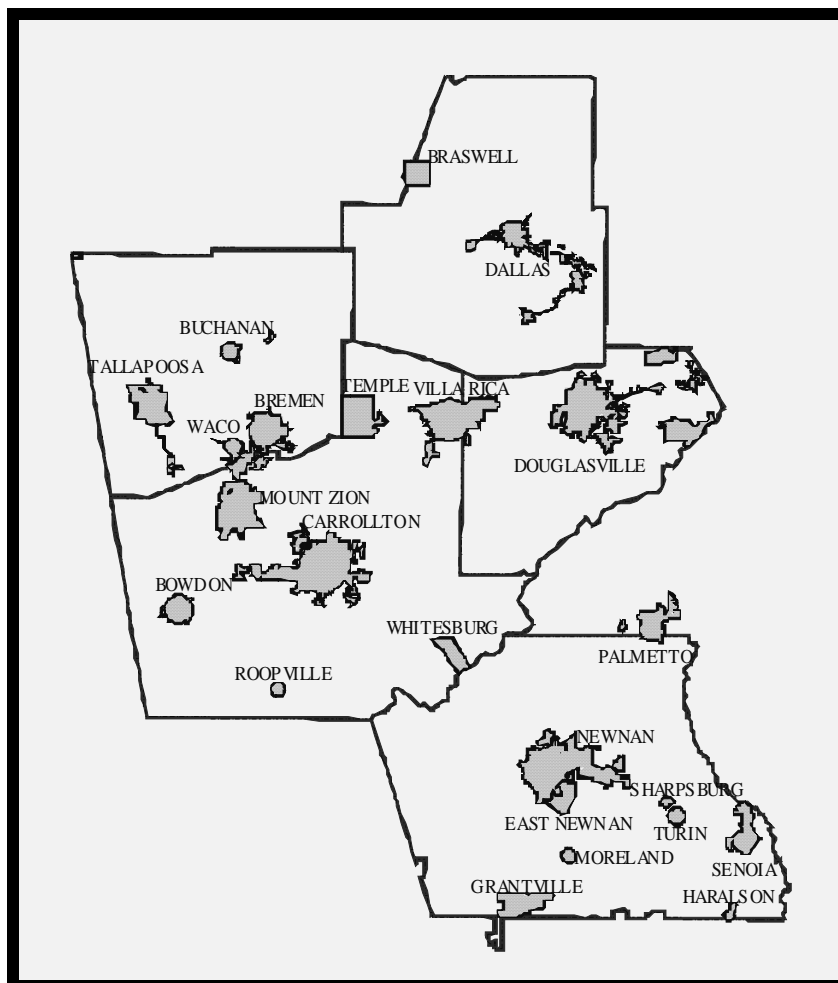 BRASWELL
DALLAS
BUCHANAN
TALLAPOOSA
TEMPLE
VILLA RICA
BREMEN
WACO
DOUGLASVILLE
MOUNT ZION
CARROLLTON
BOWDON
WHITESBURG
PALMETTO
ROOPVILLE
NEWNAN
SHARPSBURG
EAST NEWNAN
TURIN
MORELAND
SENOIA
GRANTVILLE
HARALSON